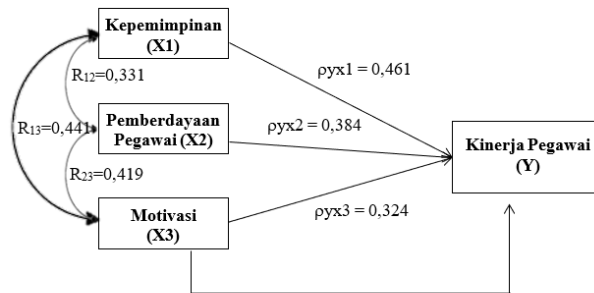 Kepemimpinan
(X1)
R12=0,331
ρyx1 = 0,461
R13=0,441
Pemberdayaan
Pegawai (X2)
ρyx2 = 0,384
Kinerja Pegawai
(Y)
R23=0,419
Motivasi
(X3)
ρyx3 = 0,324